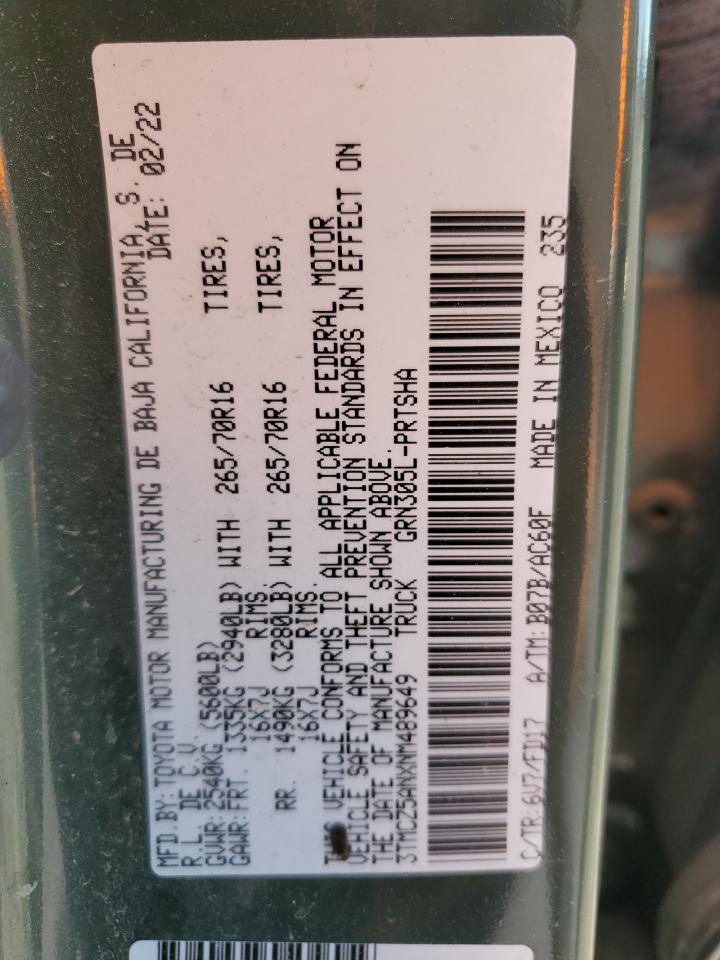 MFD.BY:TOYOTA MOTOR MANUFACTURING DE BAJA CALIFORNIA, S. DE
R.L. DE C.V. DATE: 02/22
GVWR:2540KG (5600LB)
GAWR:FRT. 1335KG (2940LB) WITH 265/70R16 TIRES,
16X7J RIMS.
RR. 1490KG (3280LB) WITH 265/70R16 TIRES,
16X7J RIMS.
VEHICLE CONFORMS TO ALL APPLICABLE FEDERAL MOTOR
VEHICLE SAFETY AND THEFT PREVENTION STANDARDS IN EFFECT ON
THE DATE OF MANUFACTURE SHOWN ABOVE.
3TMCZ5ANXNM489649 TRUCK GRN305L-PRTSHA
C/TR:6V7/FD17 A/TM:B07B/AC60F MADE IN MEXICO 235